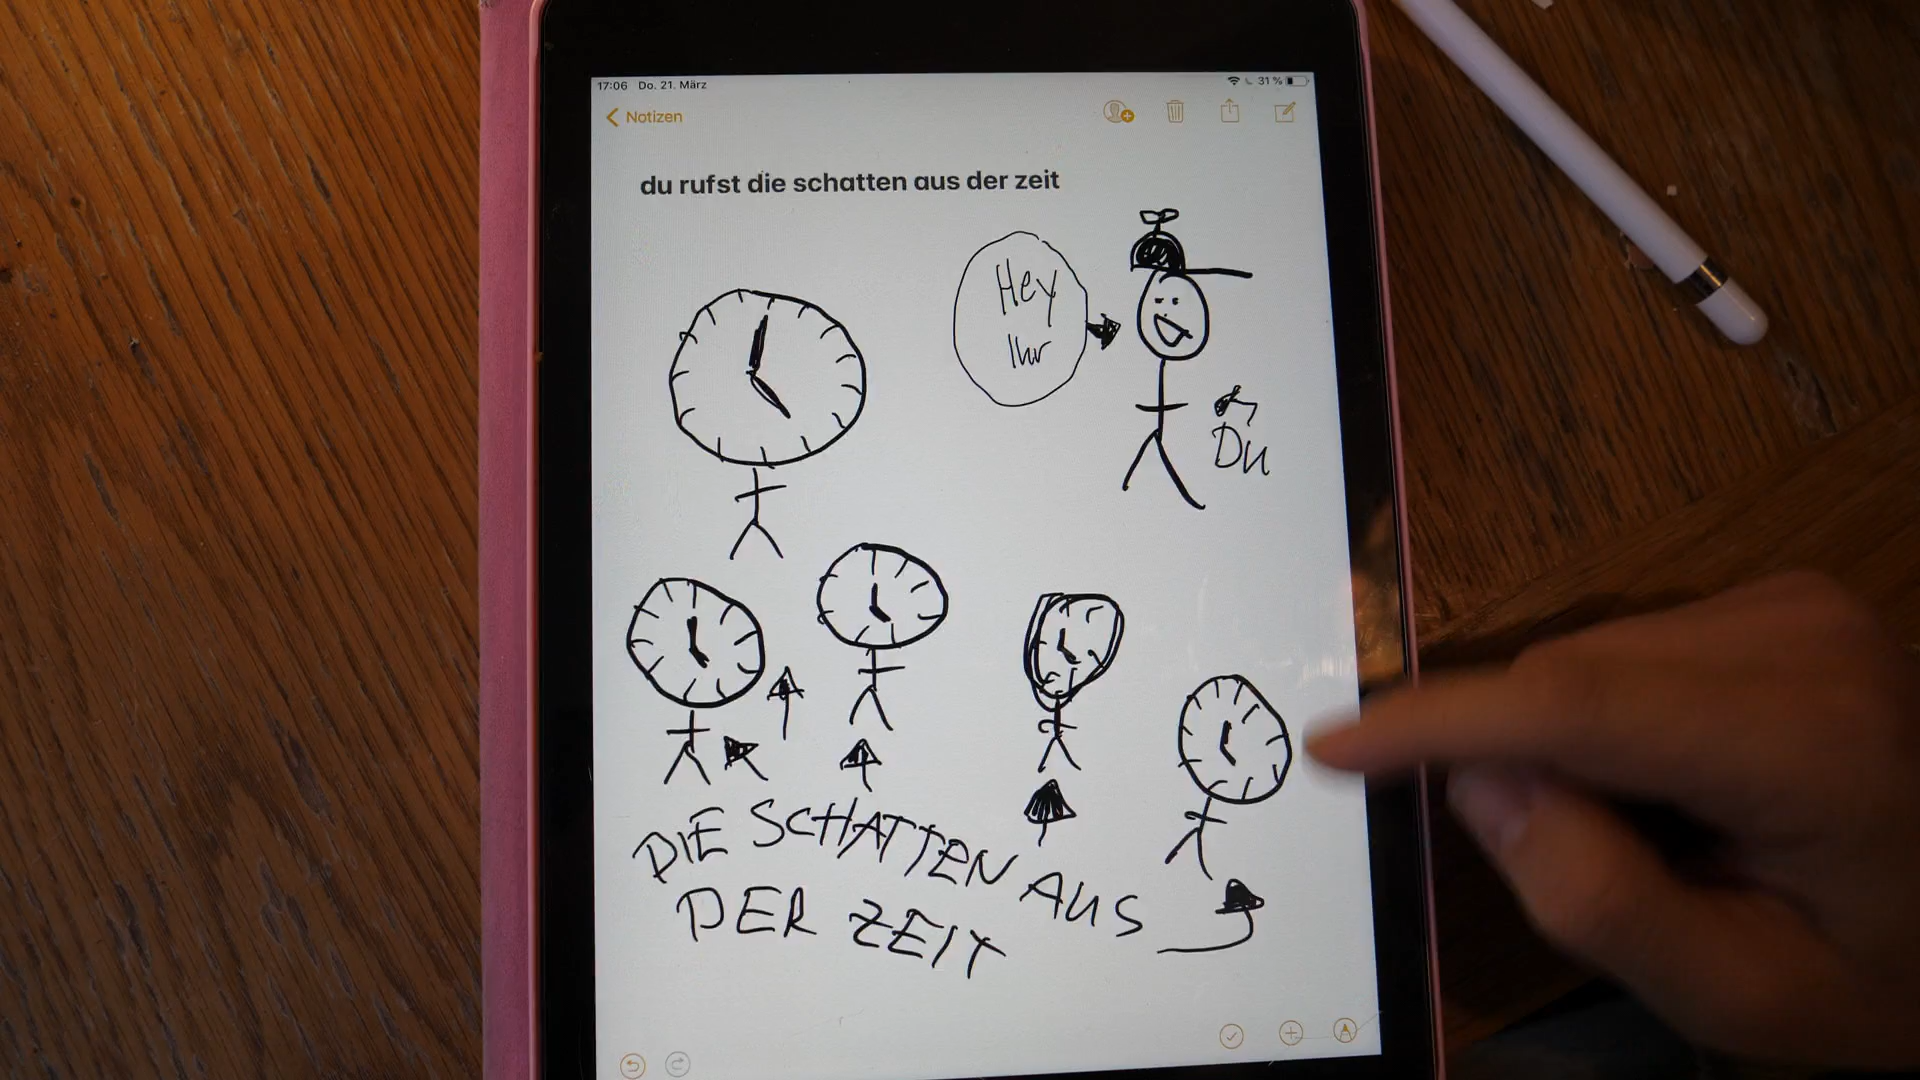 17:06 Do. 21. März
31 %
Notizen
du rufst die schatten aus der zeit
Hey
Ihr
Du
DIE SCHATTEN AUS
DER ZEIT